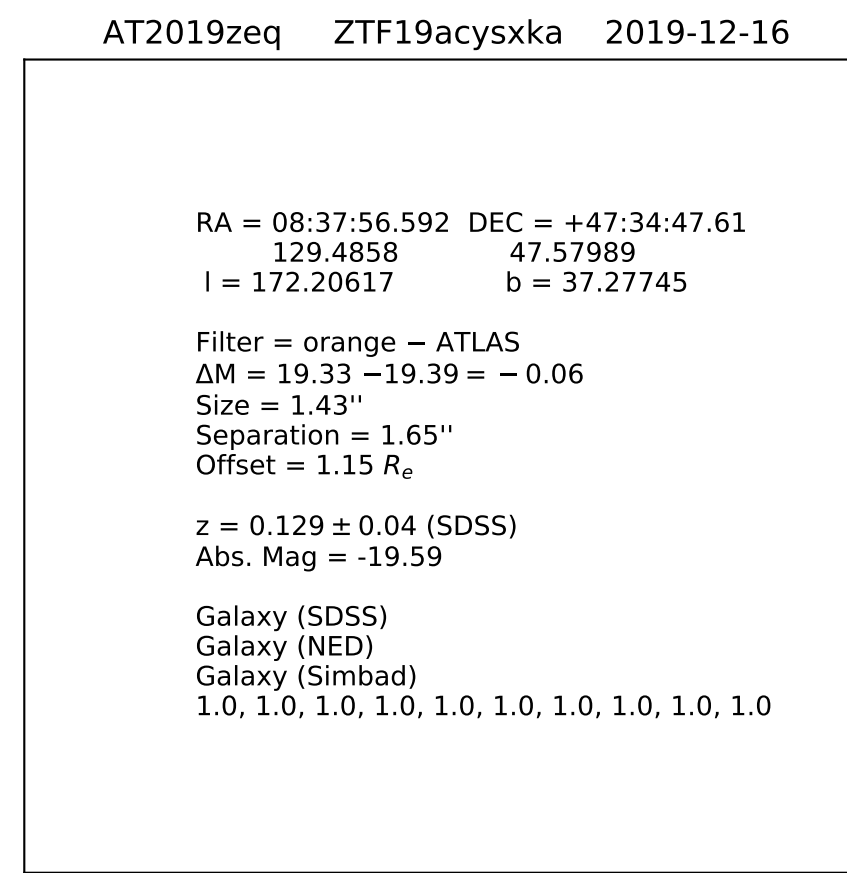 AT2019zeq ZTF19acysxka 2019-12-16
RA = 08:37:56.592 DEC = +47:34:47.61
129.4858 47.57989
l = 172.20617 b = 37.27745
Filter = orange − ATLAS
ΔM = 19.33 −19.39 = − 0.06
Size = 1.43''
Separation = 1.65''
Offset = 1.15 Rₑ
z = 0.129 ± 0.04 (SDSS)
Abs. Mag = -19.59
Galaxy (SDSS)
Galaxy (NED)
Galaxy (Simbad)
1.0, 1.0, 1.0, 1.0, 1.0, 1.0, 1.0, 1.0, 1.0, 1.0